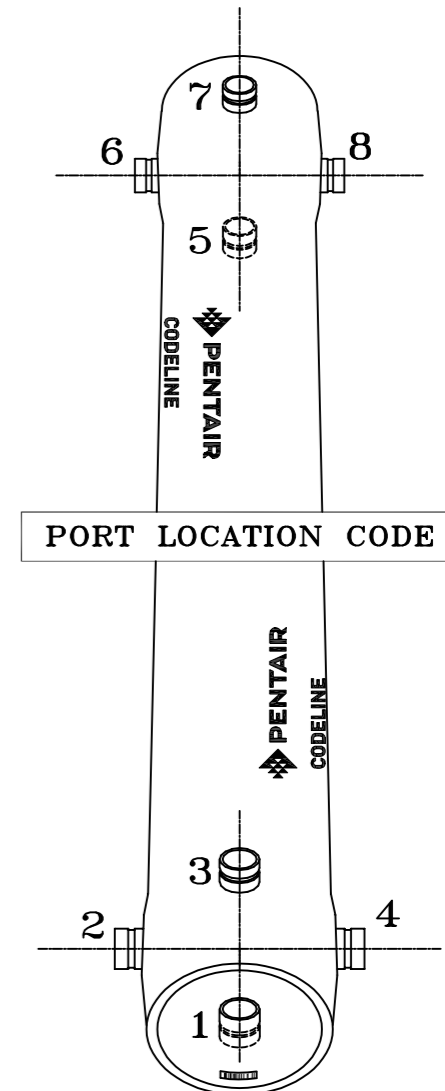 7
6 8
5
CODELINE
PENTAIR
PORT LOCATION CODE
PENTAIR
CODELINE
3
2 4
1